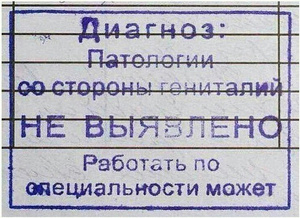 Диагноз:
Патологии
со стороны гениталий
НЕ ВЫЯВЛЕНО
Работать по
специальности может